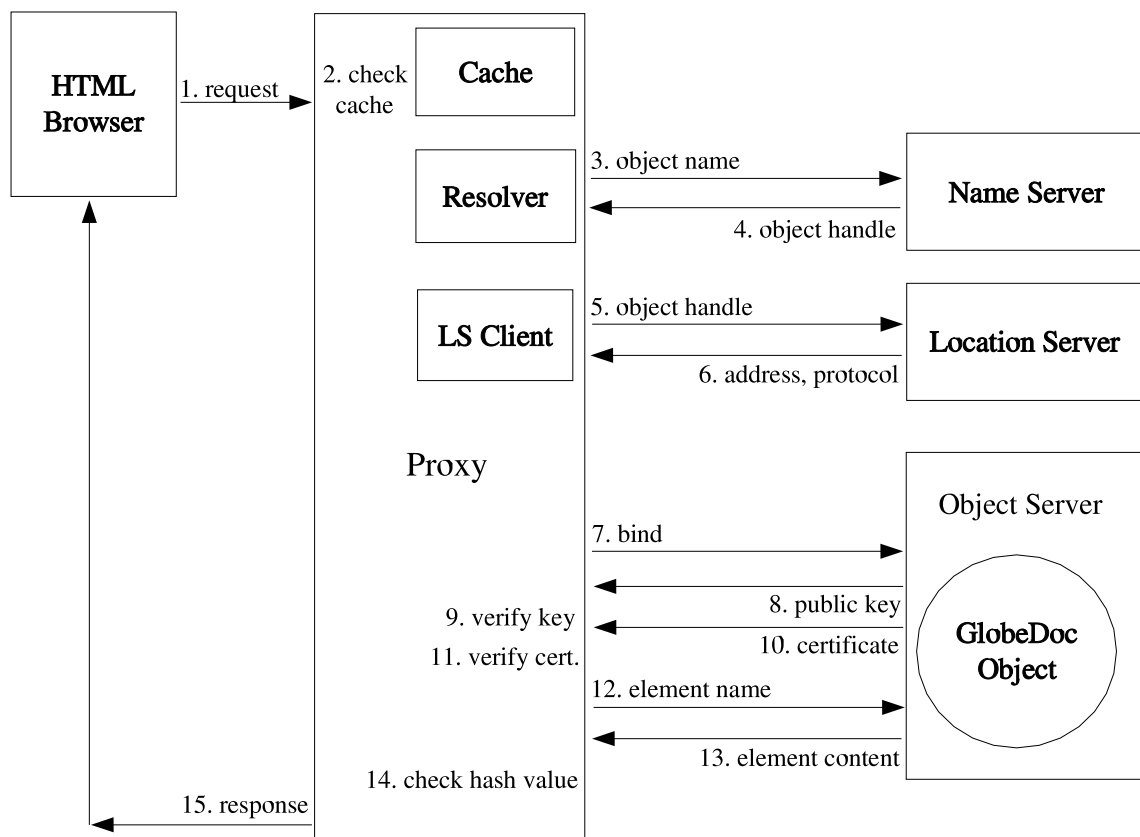 HTML
Browser
1. request
2. check
cache
Cache
Resolver
3. object name
4. object handle
Name Server
LS Client
5. object handle
6. address, protocol
Location Server
Proxy
Object Server
7. bind
8. public key
9. verify key
10. certificate
11. verify cert.
GlobeDoc
Object
12. element name
13. element content
14. check hash value
15. response